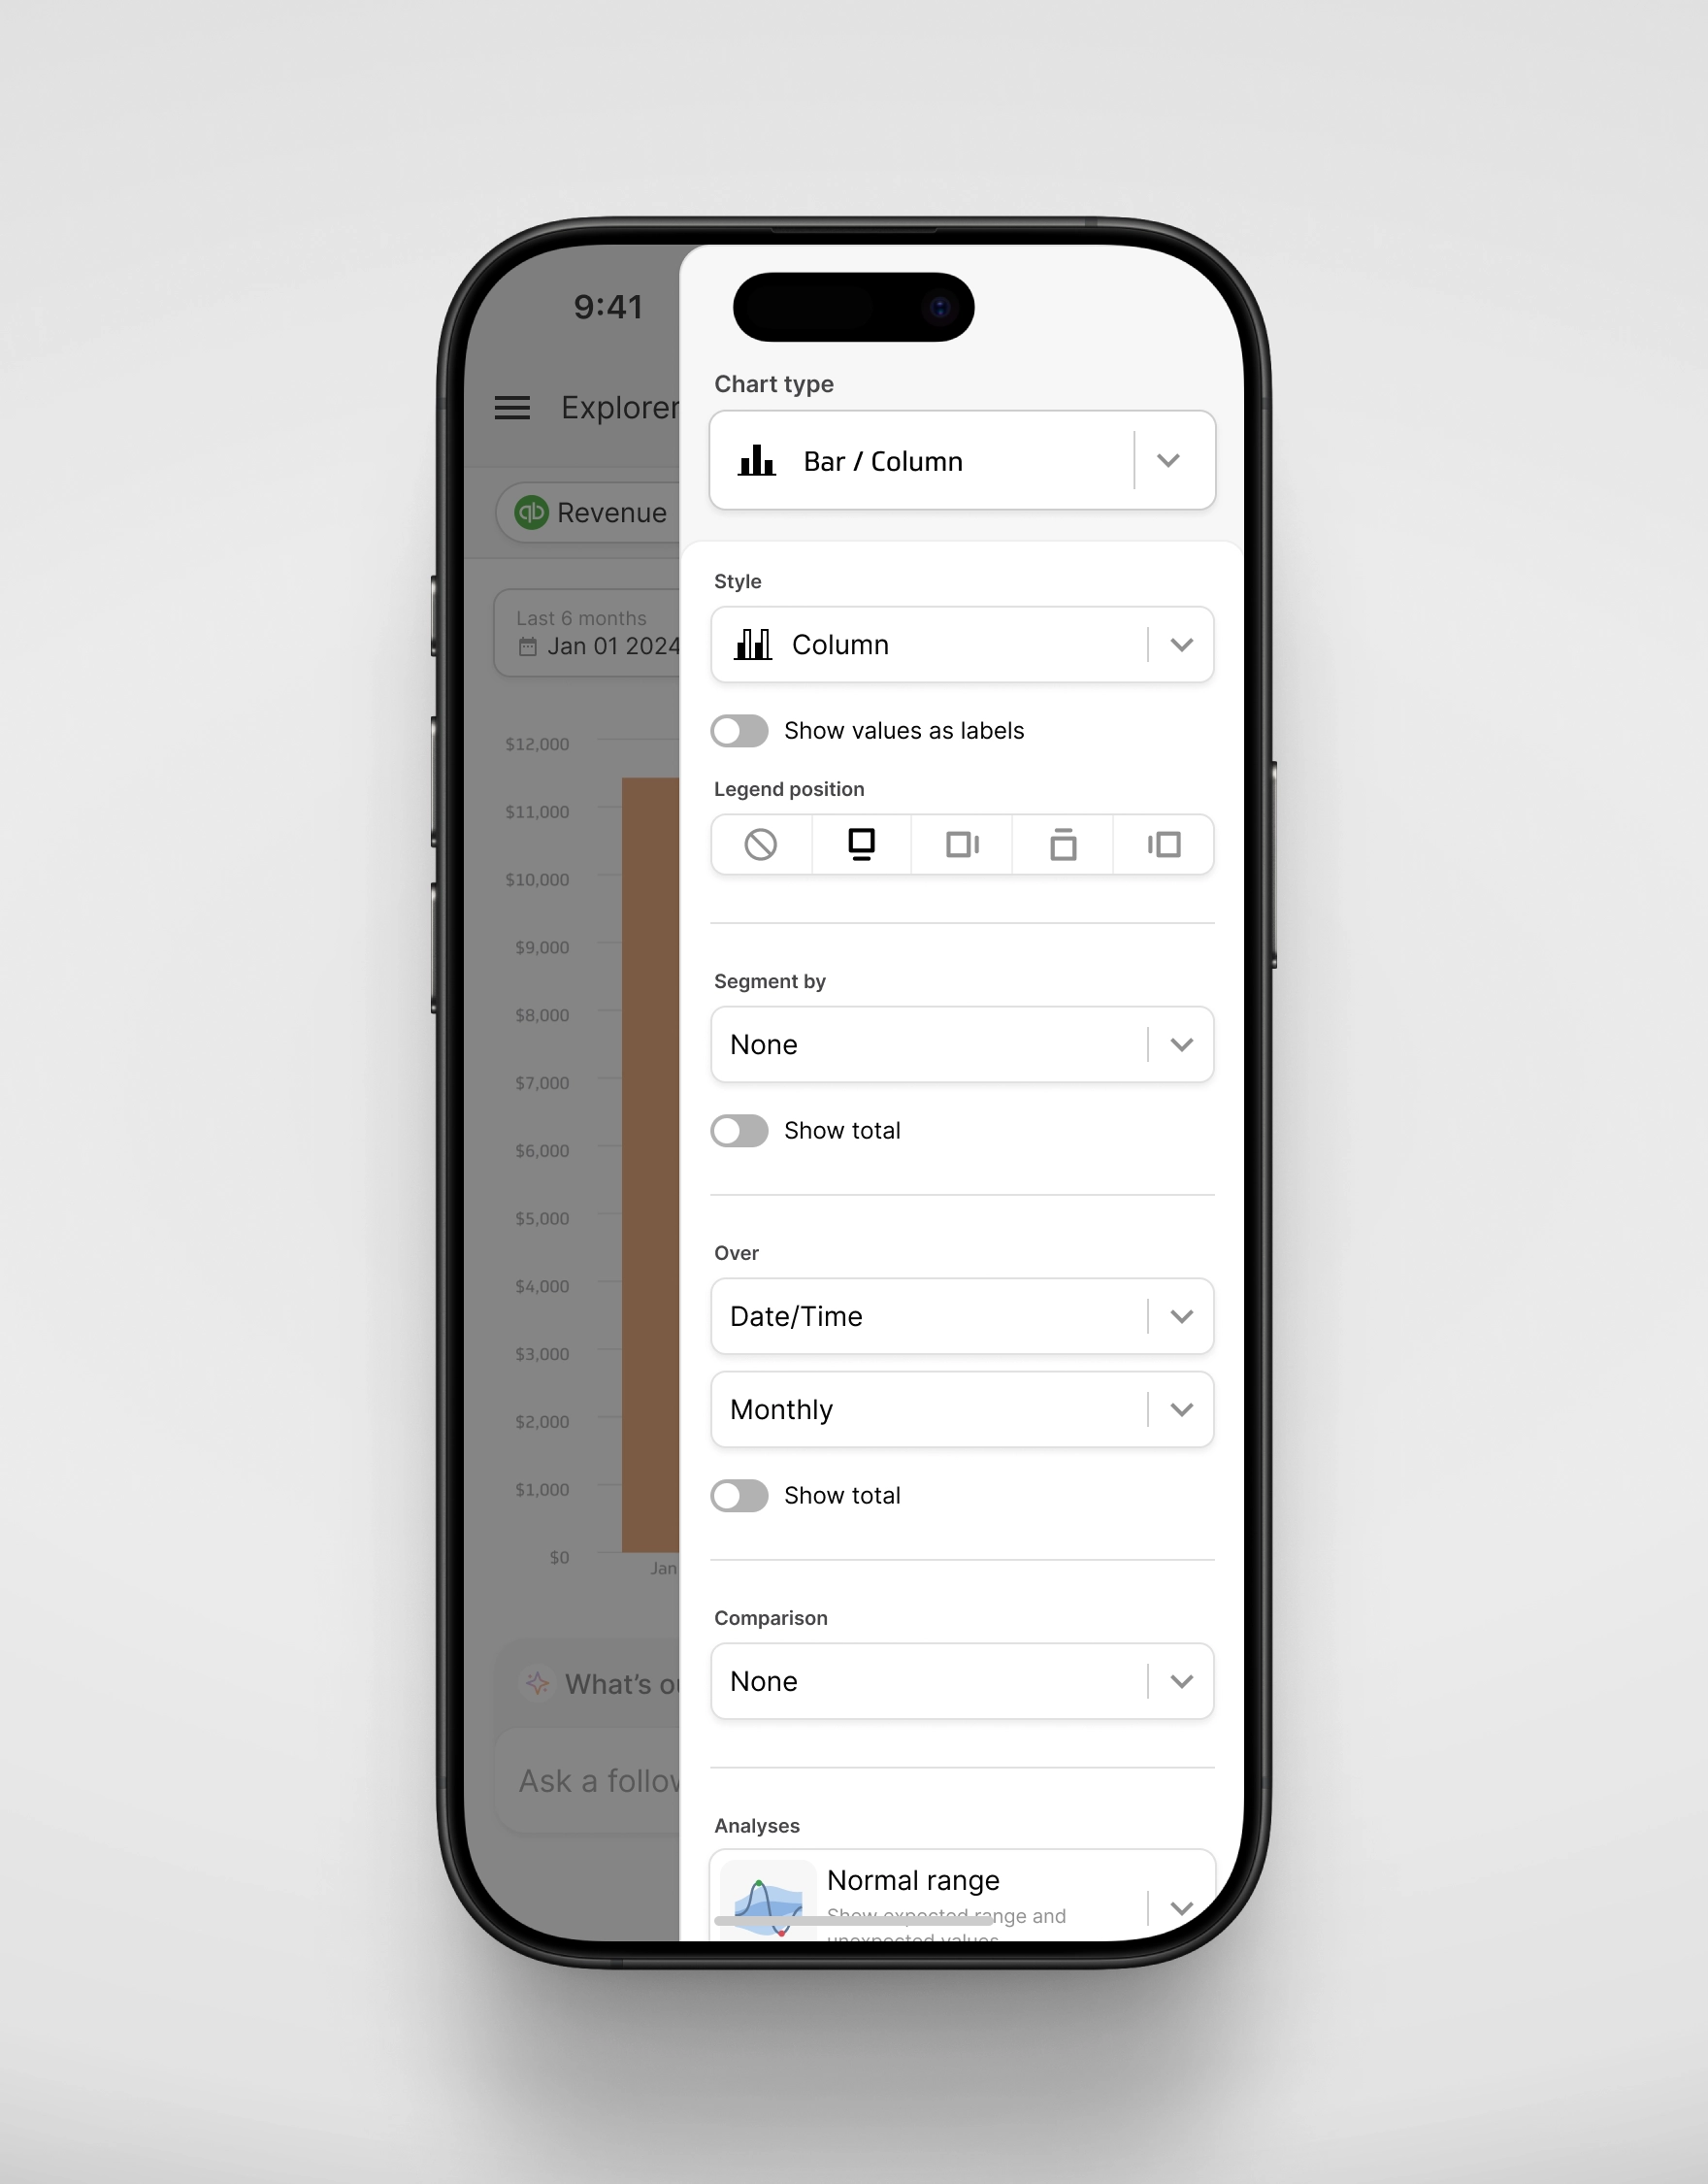 9:41
Explorer
qb Revenue
Last 6 months
Jan 01 2024
$12,000
$11,000
$10,000
$9,000
$8,000
$7,000
$6,000
$5,000
$4,000
$3,000
$2,000
$1,000
$0
Jan
What's
Ask a
Chart type
Bar / Column
Style
Column
Show values as labels
Legend position
Segment by
None
Show total
Over
Date/Time
Monthly
Show total
Comparison
None
Analyses
Normal range
Show expected range and
unexpected values